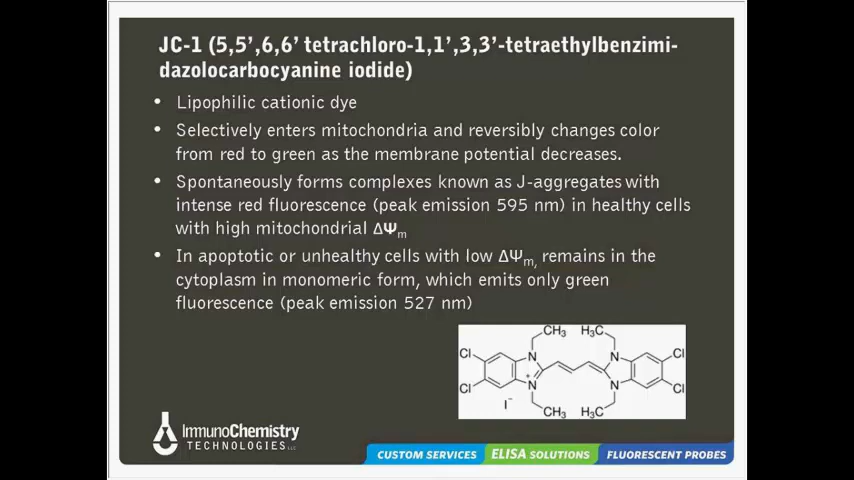 JC-1 (5,5’,6,6’ tetrachloro-1,1’,3,3’-tetraethylbenzimi-
dazolocarbocyanine iodide)
• Lipophilic cationic dye
• Selectively enters mitochondria and reversibly changes color
from red to green as the membrane potential decreases.
• Spontaneously forms complexes known as J-aggregates with
intense red fluorescence (peak emission 595 nm) in healthy cells
with high mitochondrial ΔΨm
• In apoptotic or unhealthy cells with low ΔΨm, remains in the
cytoplasm in monomeric form, which emits only green
fluorescence (peak emission 527 nm)
CH3 H3C
Cl N N Cl
Cl N+ N Cl
I- CH3 H3C
ImmunoChemistry
TECHNOLOGIES LLC
CUSTOM SERVICES ELISA SOLUTIONS FLUORESCENT PROBES